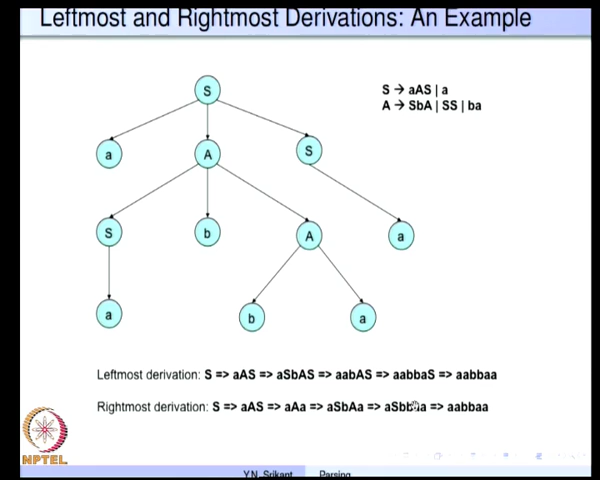 Leftmost and Rightmost Derivations: An Example
S → aAS | a
A → SbA | SS | ba
S
a
A
S
S
b
A
a
a
b
a
Leftmost derivation: S => aAS => aSbAS => aabAS => aabbaS => aabbaa
Rightmost derivation: S => aAS => aAa => aSbAa => => aabbaa
NPTEL
Y.N. Srikant Parsing